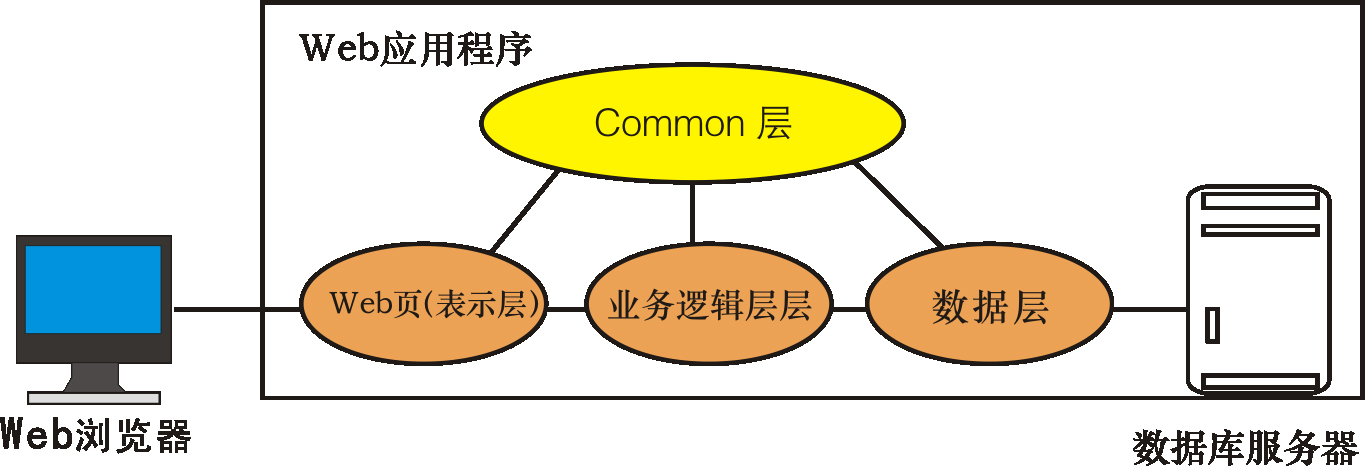 Web应用程序
Common 层
Web页(表示层)
业务逻辑层层
数据层
Web浏览器
数据库服务器